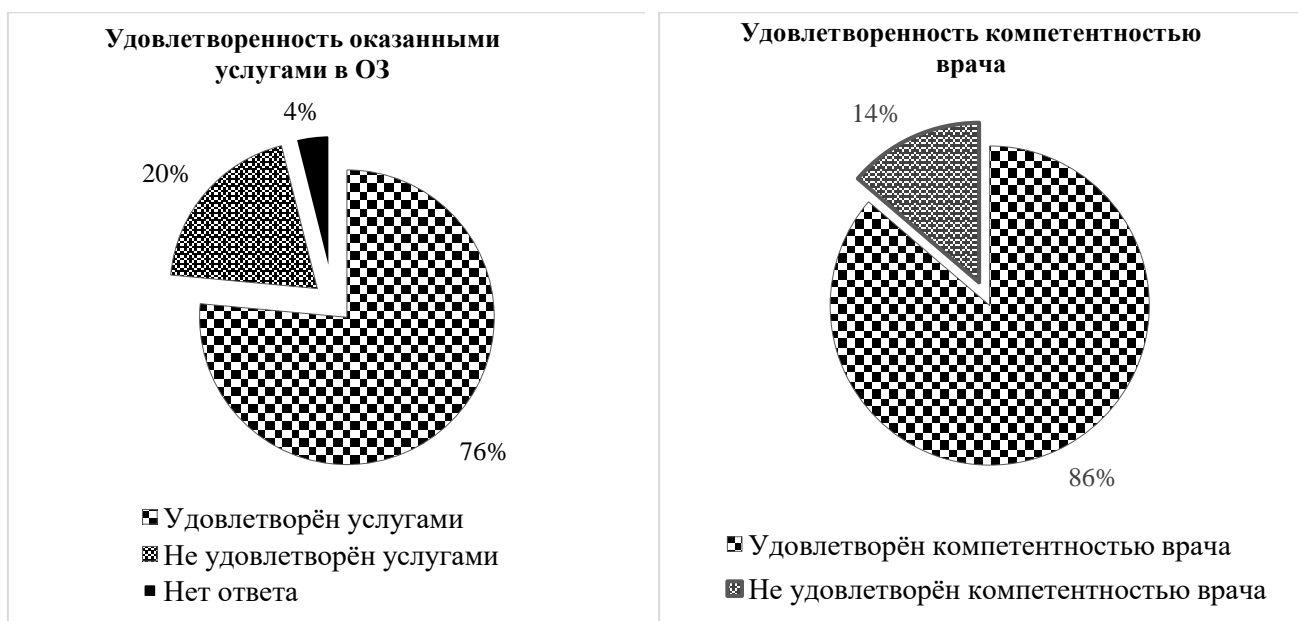 Удовлетворенность оказанными
услугами в ОЗ
4%
20%
76%
Удовлетворён услугами
Не удовлетворён услугами
Нет ответа
Удовлетворенность компетентностью
врача
14%
86%
Удовлетворён компетентностью врача
Не удовлетворён компетентностью врача